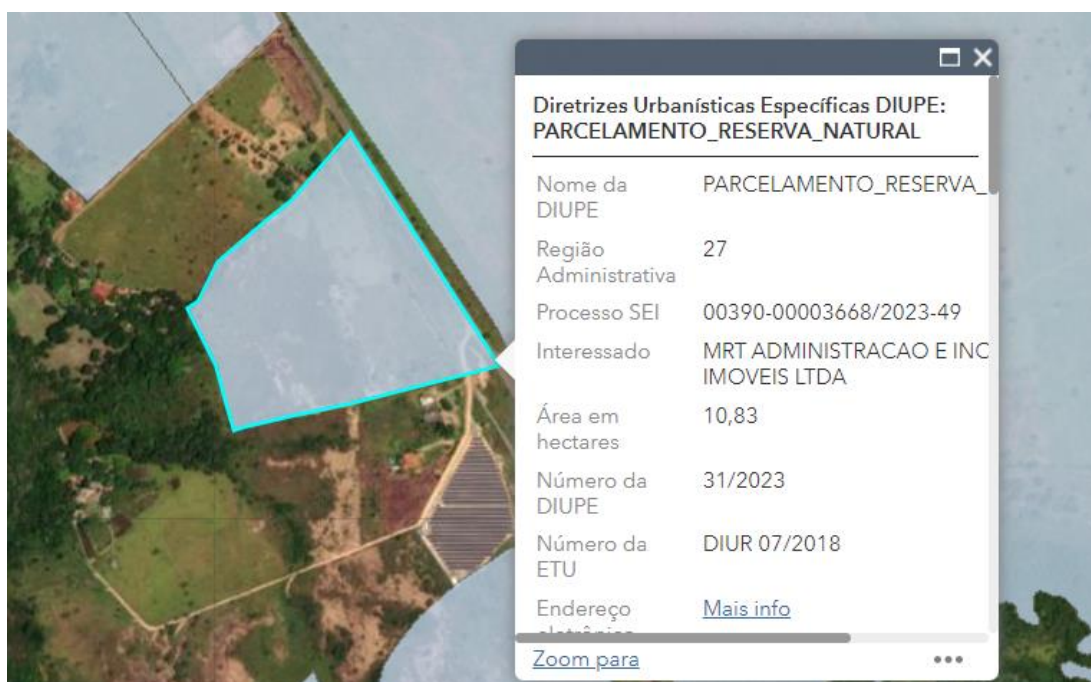 Diretrizes Urbanísticas Específicas DIUPE:
PARCELAMENTO_RESERVA_NATURAL
Nome da PARCELAMENTO_RESERVA_
DIUPE
Região 27
Administrativa
Processo SEI 00390-00003668/2023-49
Interessado MRT ADMINISTRACAO E INC
IMOVEIS LTDA
Área em 10,83
hectares
Número da 31/2023
DIUPE
Número da DIUR 07/2018
ETU
Endereço Mais info
Zoom para